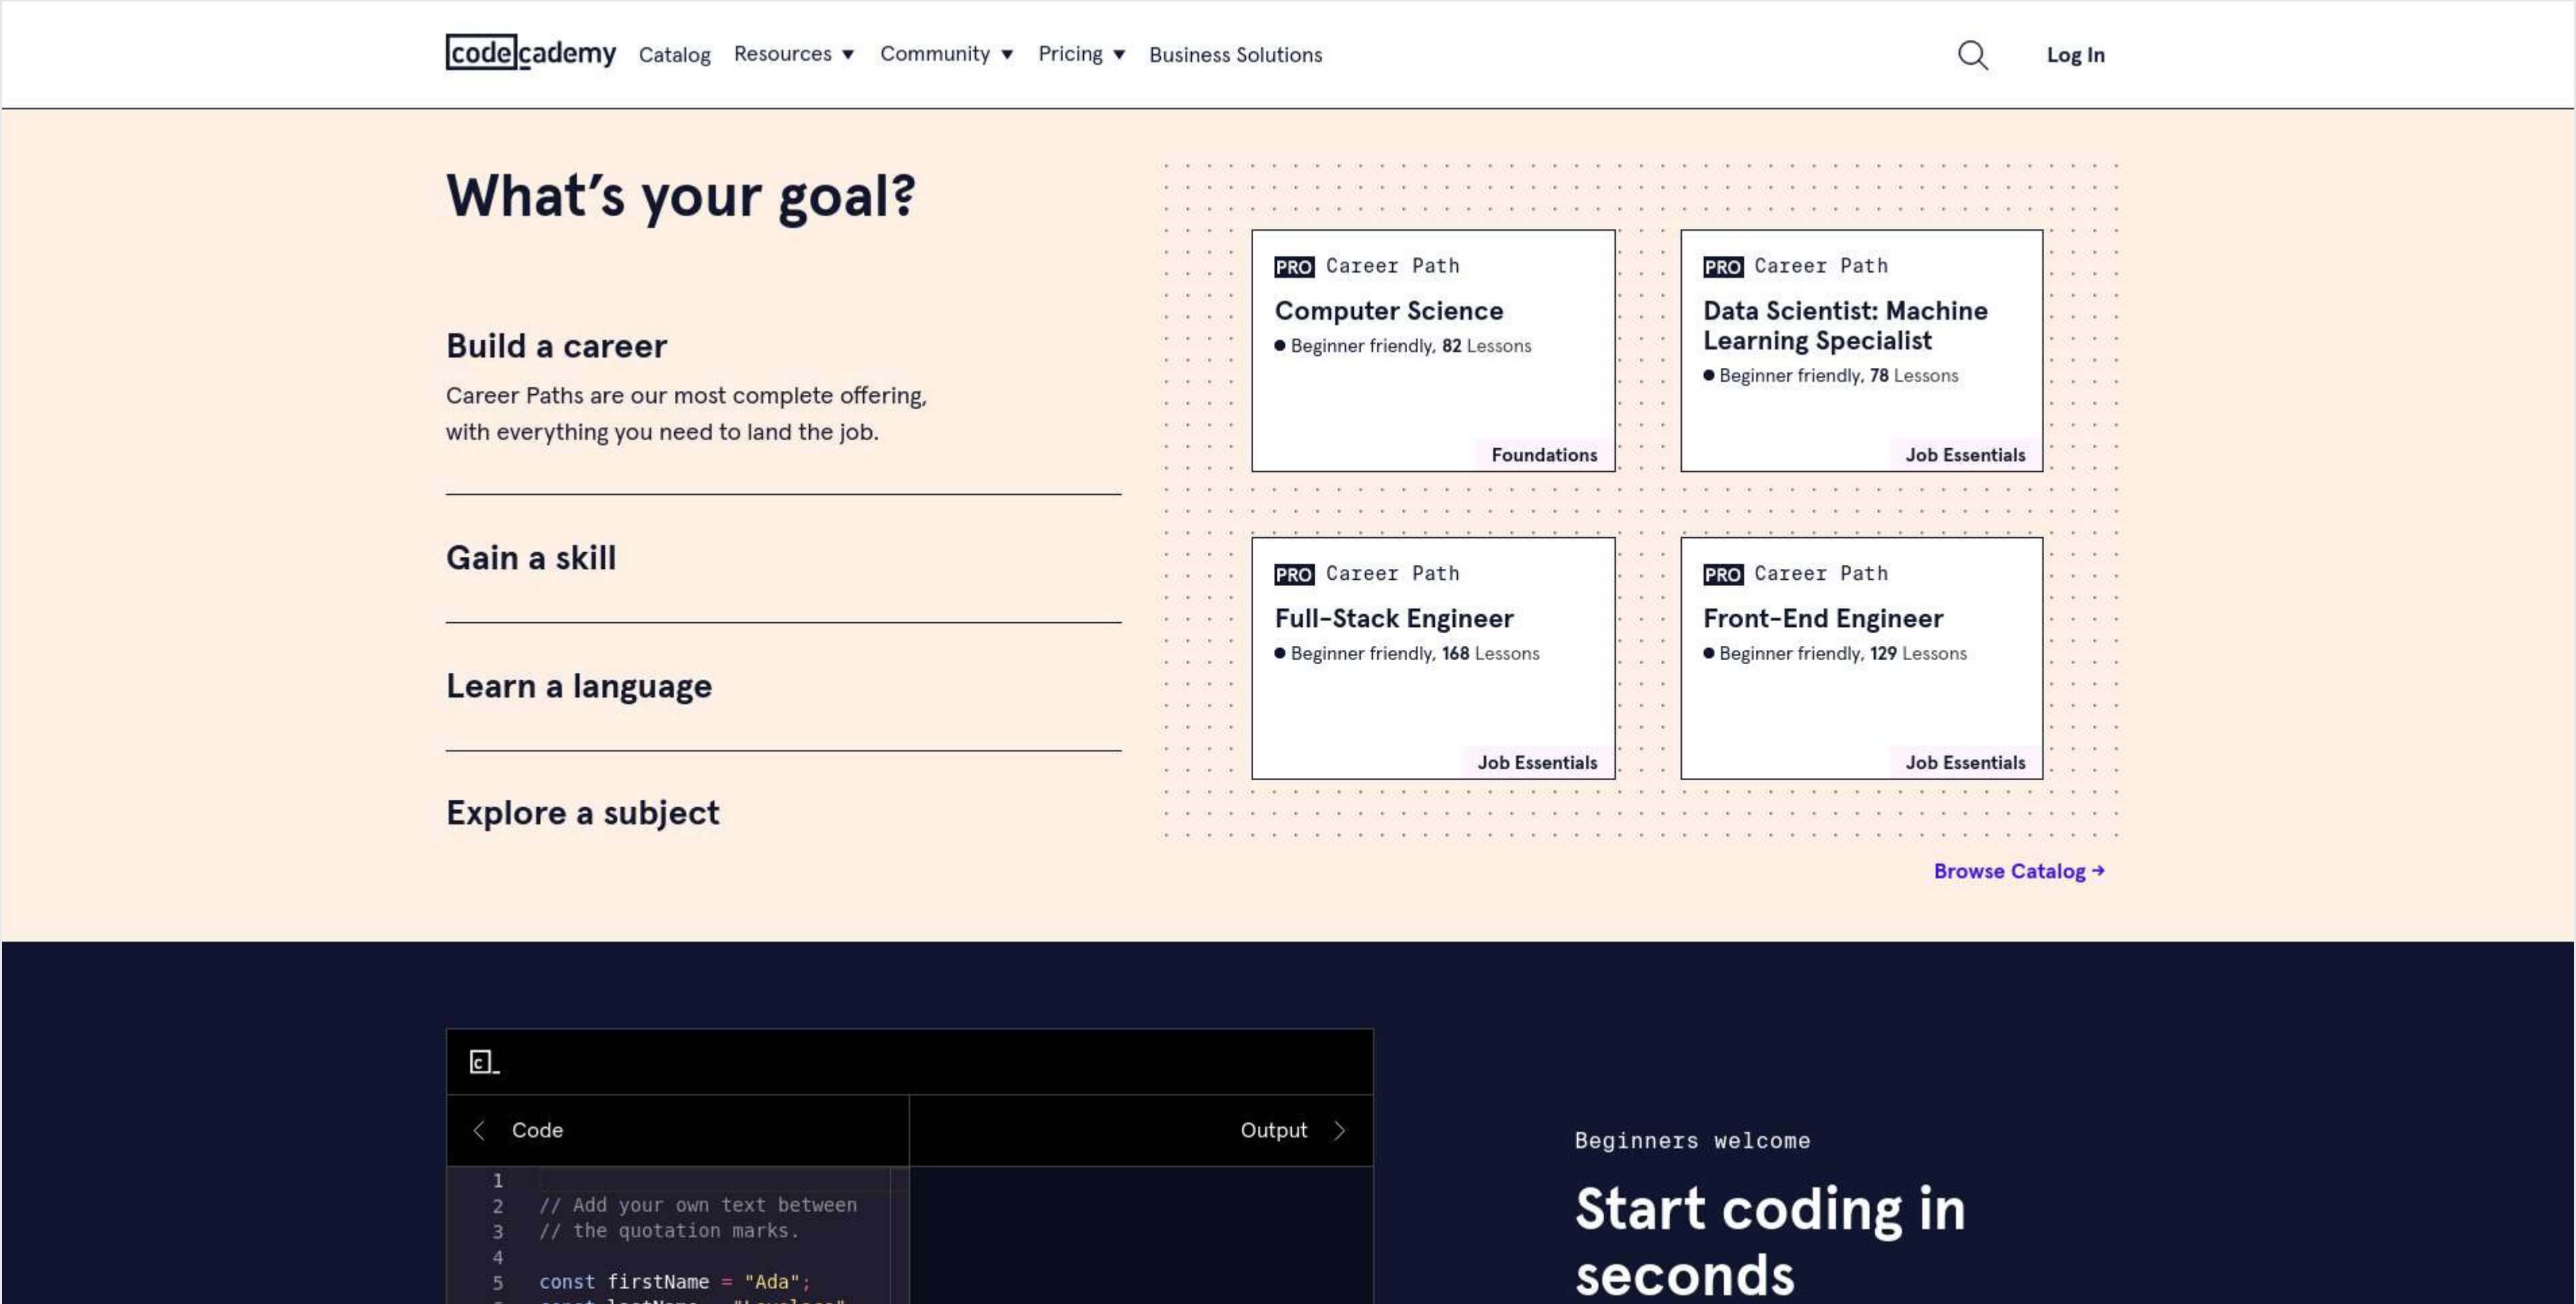 codecademy Catalog Resources Community Pricing Business Solutions Log In
What's your goal?
Build a career
Career Paths are our most complete offering,
with everything you need to land the job.
Gain a skill
Learn a language
Explore a subject
PRO Career Path
Computer Science
Beginner friendly, 82 Lessons
Foundations
PRO Career Path
Data Scientist: Machine
Learning Specialist
Beginner friendly, 78 Lessons
Job Essentials
PRO Career Path
Full-Stack Engineer
Beginner friendly, 168 Lessons
Job Essentials
PRO Career Path
Front-End Engineer
Beginner friendly, 129 Lessons
Job Essentials
Browse Catalog →
c_
Code
Output
1
2 // Add your own text between
3 // the quotation marks.
4
5 const firstName = "Ada";
Beginners welcome
Start coding in
seconds